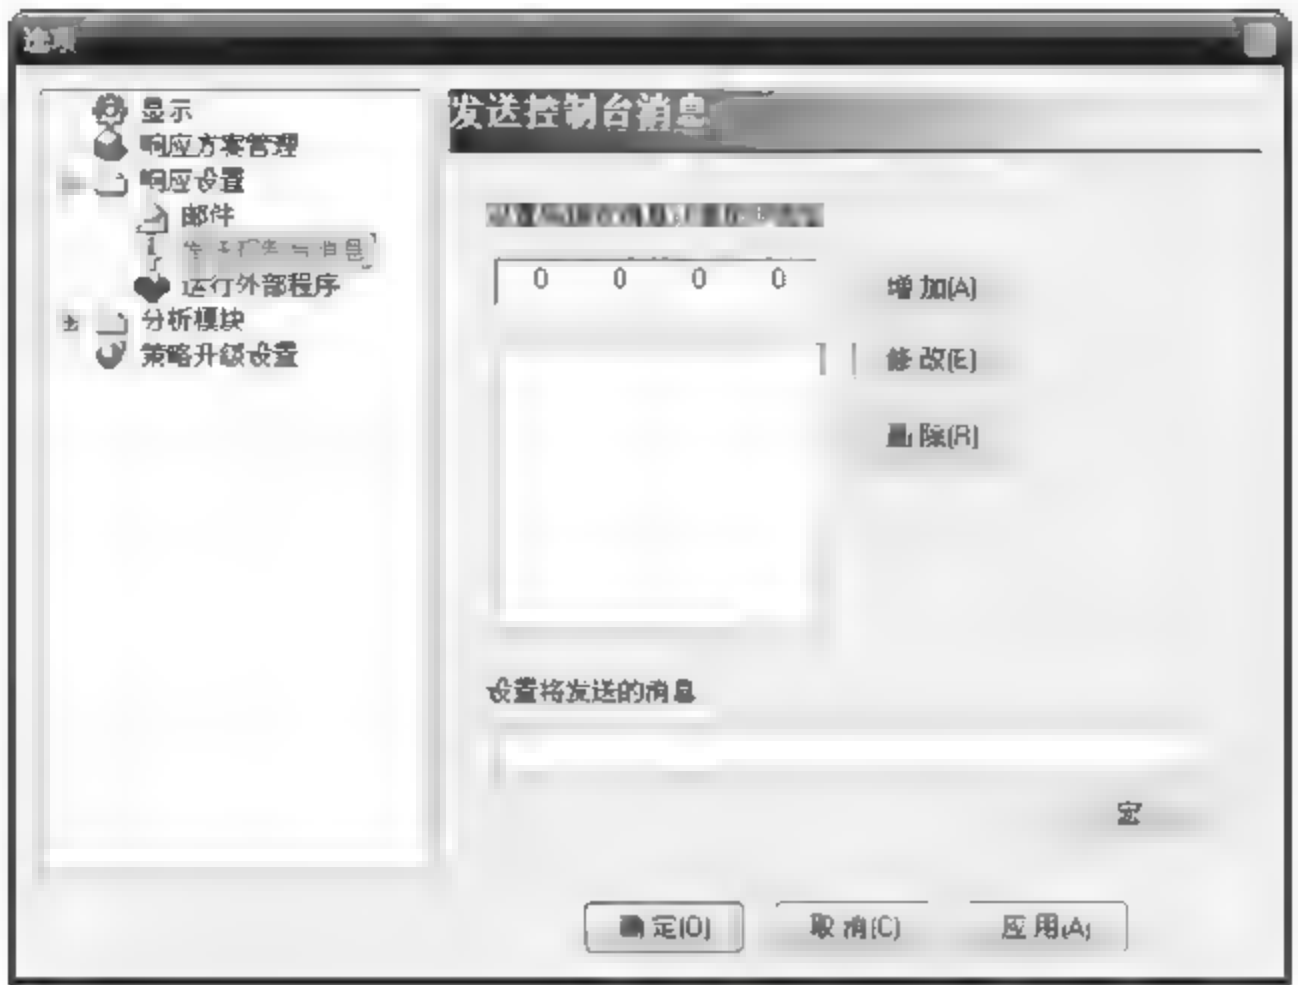 选项
显示
响应方案管理
响应设置
邮件
运行外部程序
分析模块
策略升级设置
发送控制台消息
0 0 0 0
增加(A)
修改(E)
删除(R)
设置将发送的消息
宏
确定(O) 取消(C) 应用(A)